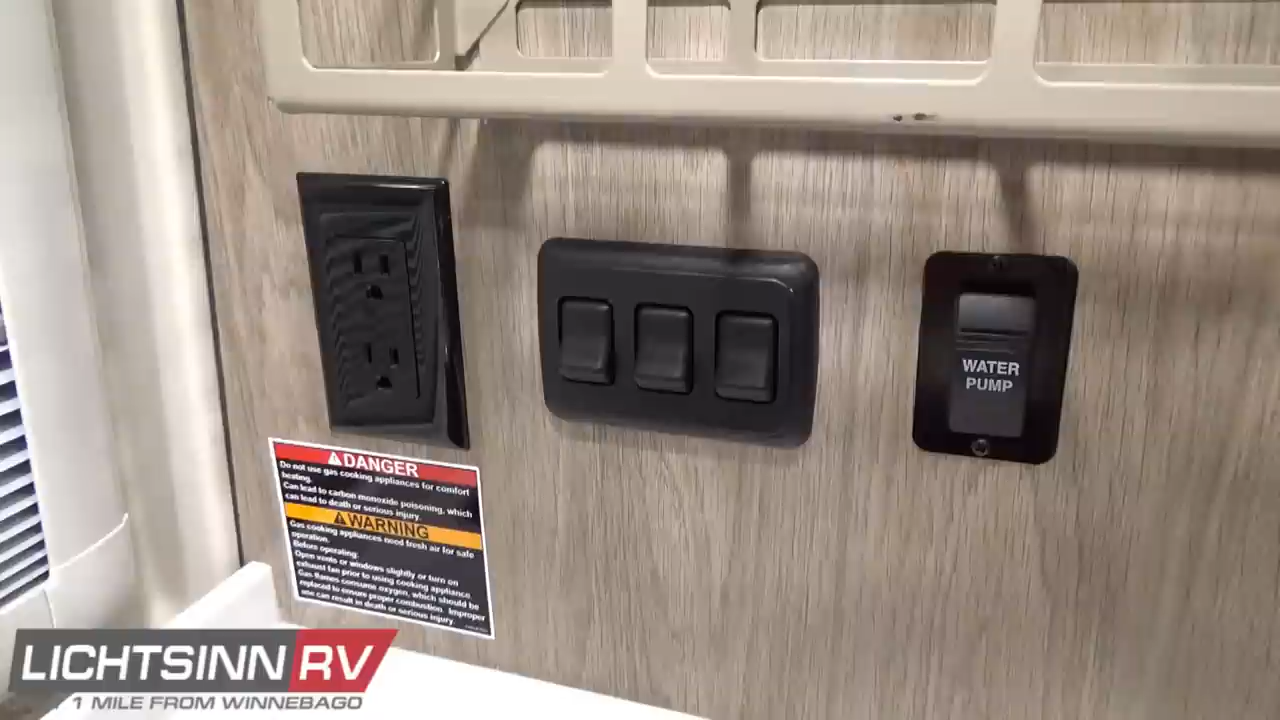 WATER
PUMP
DANGER
Do not use gas cooking appliances for comfort
heating.
Can lead to carbon monoxide poisoning, which
can lead to death or serious injury.
WARNING
Gas cooking appliances need fresh air for safe
operation.
Before operating:
Open vents or windows slightly or turn on
exhaust fan prior to using cooking appliance.
Gas flames consume oxygen, which should be
replaced to ensure proper combustion. Improper
use can result in death or serious injury.
LICHTSINN RV
1 MILE FROM WINNEBAGO